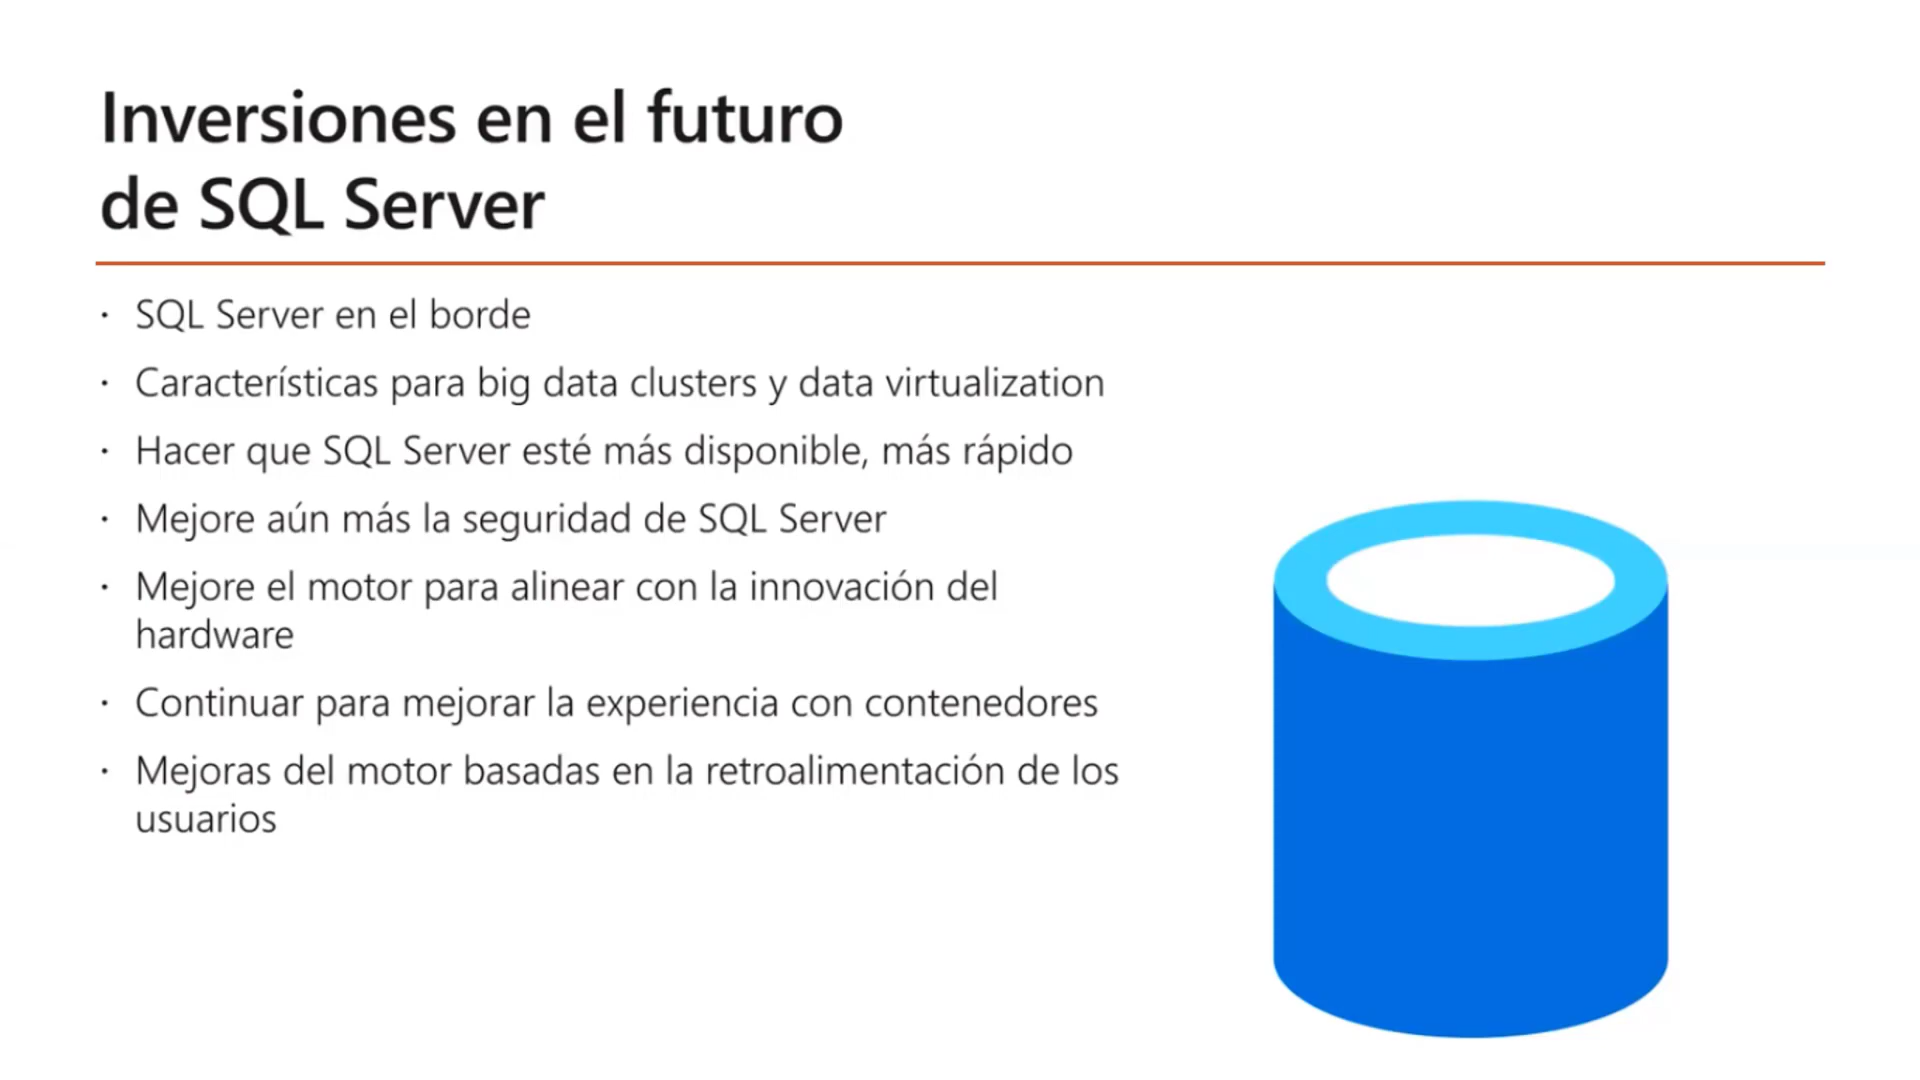 Inversiones en el futuro
de SQL Server
· SQL Server en el borde
· Características para big data clusters y data virtualization
· Hacer que SQL Server esté más disponible, más rápido
· Mejore aún más la seguridad de SQL Server
· Mejore el motor para alinear con la innovación del
hardware
· Continuar para mejorar la experiencia con contenedores
· Mejoras del motor basadas en la retroalimentación de los
usuarios